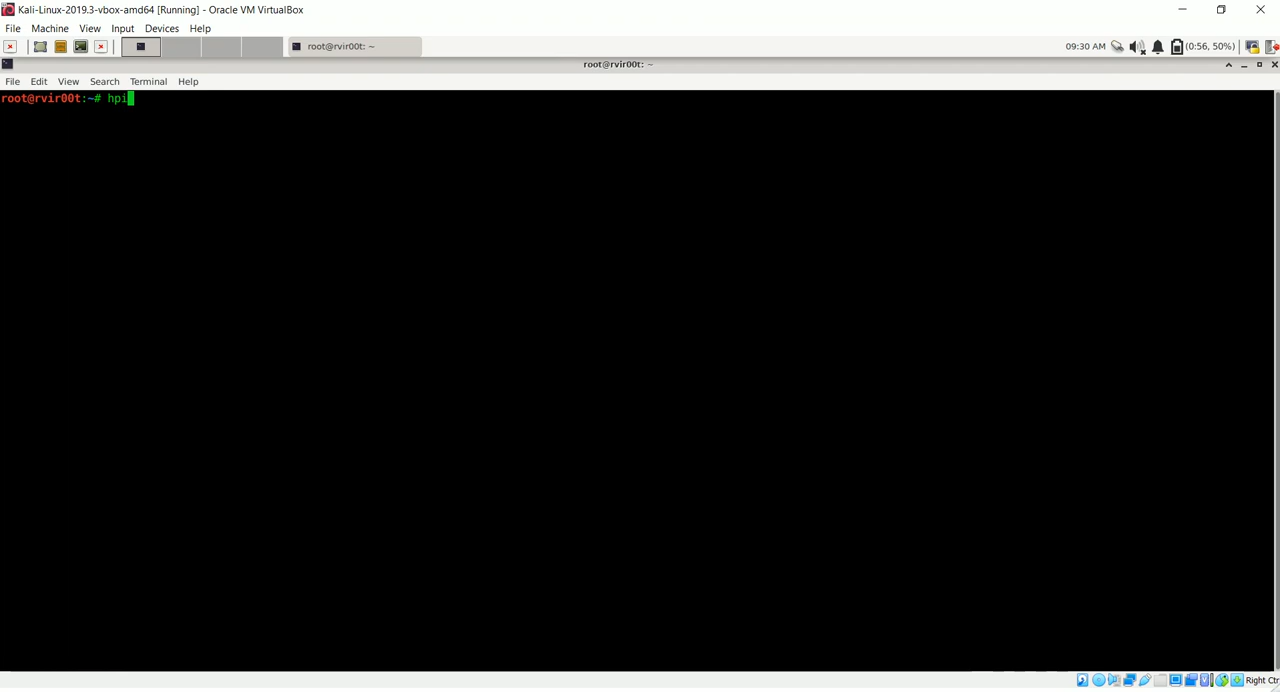 Kali-Linux-2019.3-vbox-amd64 [Running] - Oracle VM VirtualBox
File Machine View Input Devices Help
root@rvir00t: ~
09:30 AM
(0:56, 50%)
root@rvir00t: ~
File Edit View Search Terminal Help
root@rvir00t:~# hpi
Right Ctr